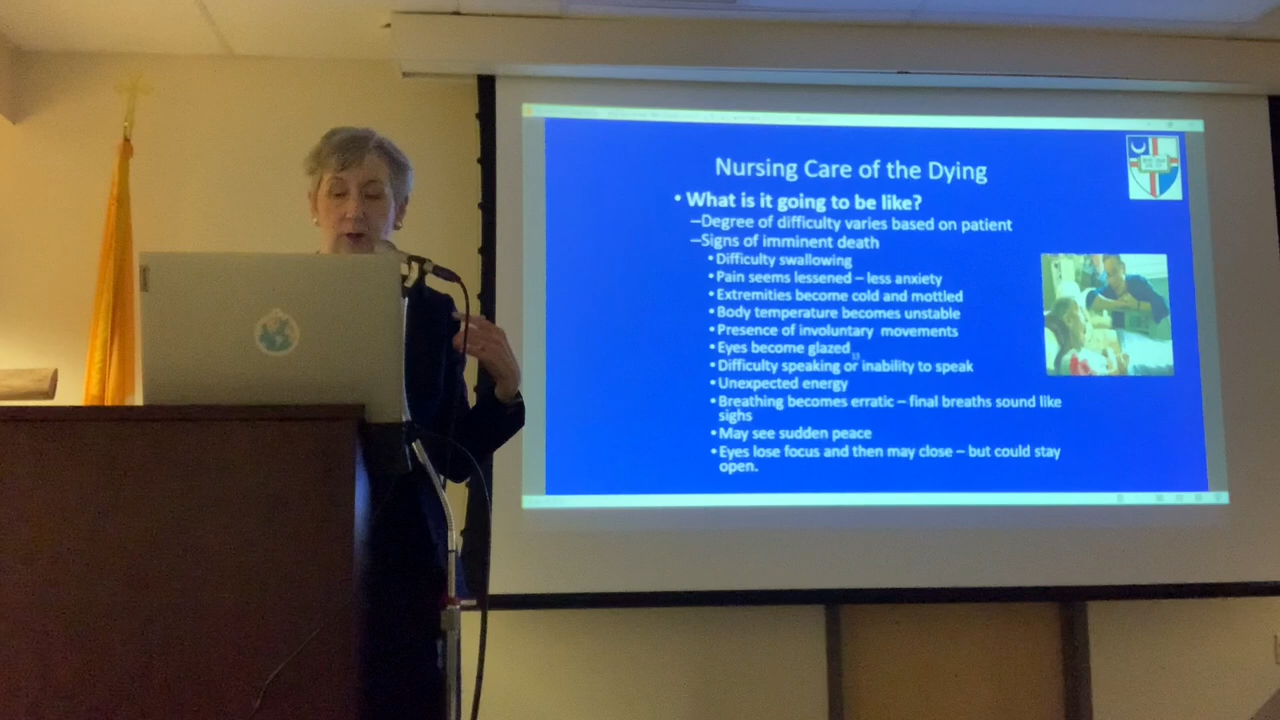 Nursing Care of the Dying
• What is it going to be like?
–Degree of difficulty varies based on patient
–Signs of imminent death
• Difficulty swallowing
• Pain seems lessened – less anxiety
• Extremities become cold and mottled
• Body temperature becomes unstable
• Presence of involuntary movements
• Eyes become glazed
13
• Difficulty speaking or inability to speak
• Unexpected energy
• Breathing becomes erratic – final breaths sound like
sighs
• May see sudden peace
• Eyes lose focus and then may close – but could stay
open.